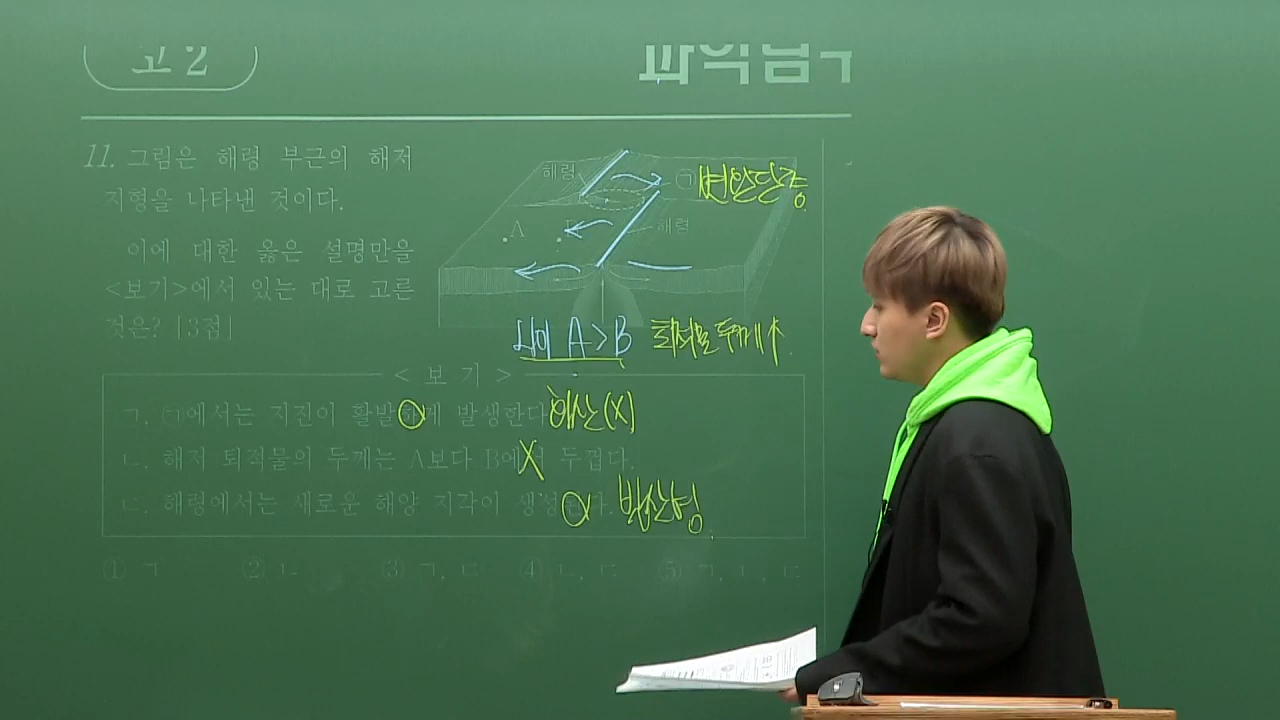 고 2
11. 그림은 해령 부근의 해저
지형을 나타낸 것이다.
이에 대한 옳은 설명만을
<보기>에서 있는 대로 고른
것은? [3점]
해령
㉠
변환단층
A
해령
나이 A>B 퇴적물 두께↑
<보 기>
ㄱ. ㉠에서는 지진이 활발하게 발생한다 화산(X)
ㄴ. 해저 퇴적물의 두께는 A보다 B에서 두껍다.
X
ㄷ. 해령에서는 새로운 해양 지각이 생성된다. 발산형
① ㄱ ② ㄴ ③ ㄱ, ㄷ ④ ㄴ, ㄷ ⑤ ㄱ, ㄴ, ㄷ